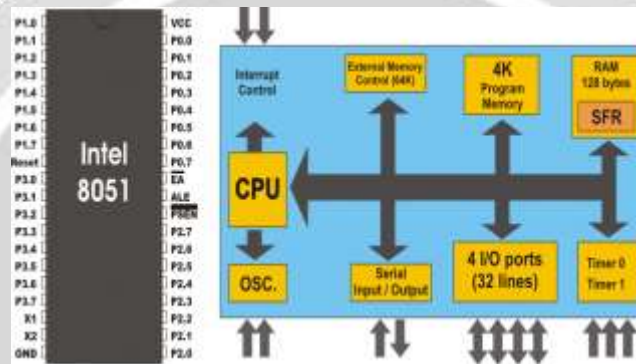 P1.0
P1.1
P1.2
P1.3
P1.4
P1.5
P1.6
P1.7
Reset
P3.0
P3.1
P3.2
P3.3
P3.4
P3.5
P3.6
P3.7
X1
X2
GND
Intel
8051
VCC
P0.0
P0.1
P0.2
P0.3
P0.4
P0.5
P0.6
P0.7
EA
ALE
PSEN
P2.7
P2.6
P2.5
P2.4
P2.3
P2.2
P2.1
P2.0
Interrupt
Control
External Memory
Control (64K)
4K
Program
Memory
RAM
128 bytes
SFR
CPU
OSC.
Serial
Input / Output
4 I/O ports
(32 lines)
Timer 0
Timer 1